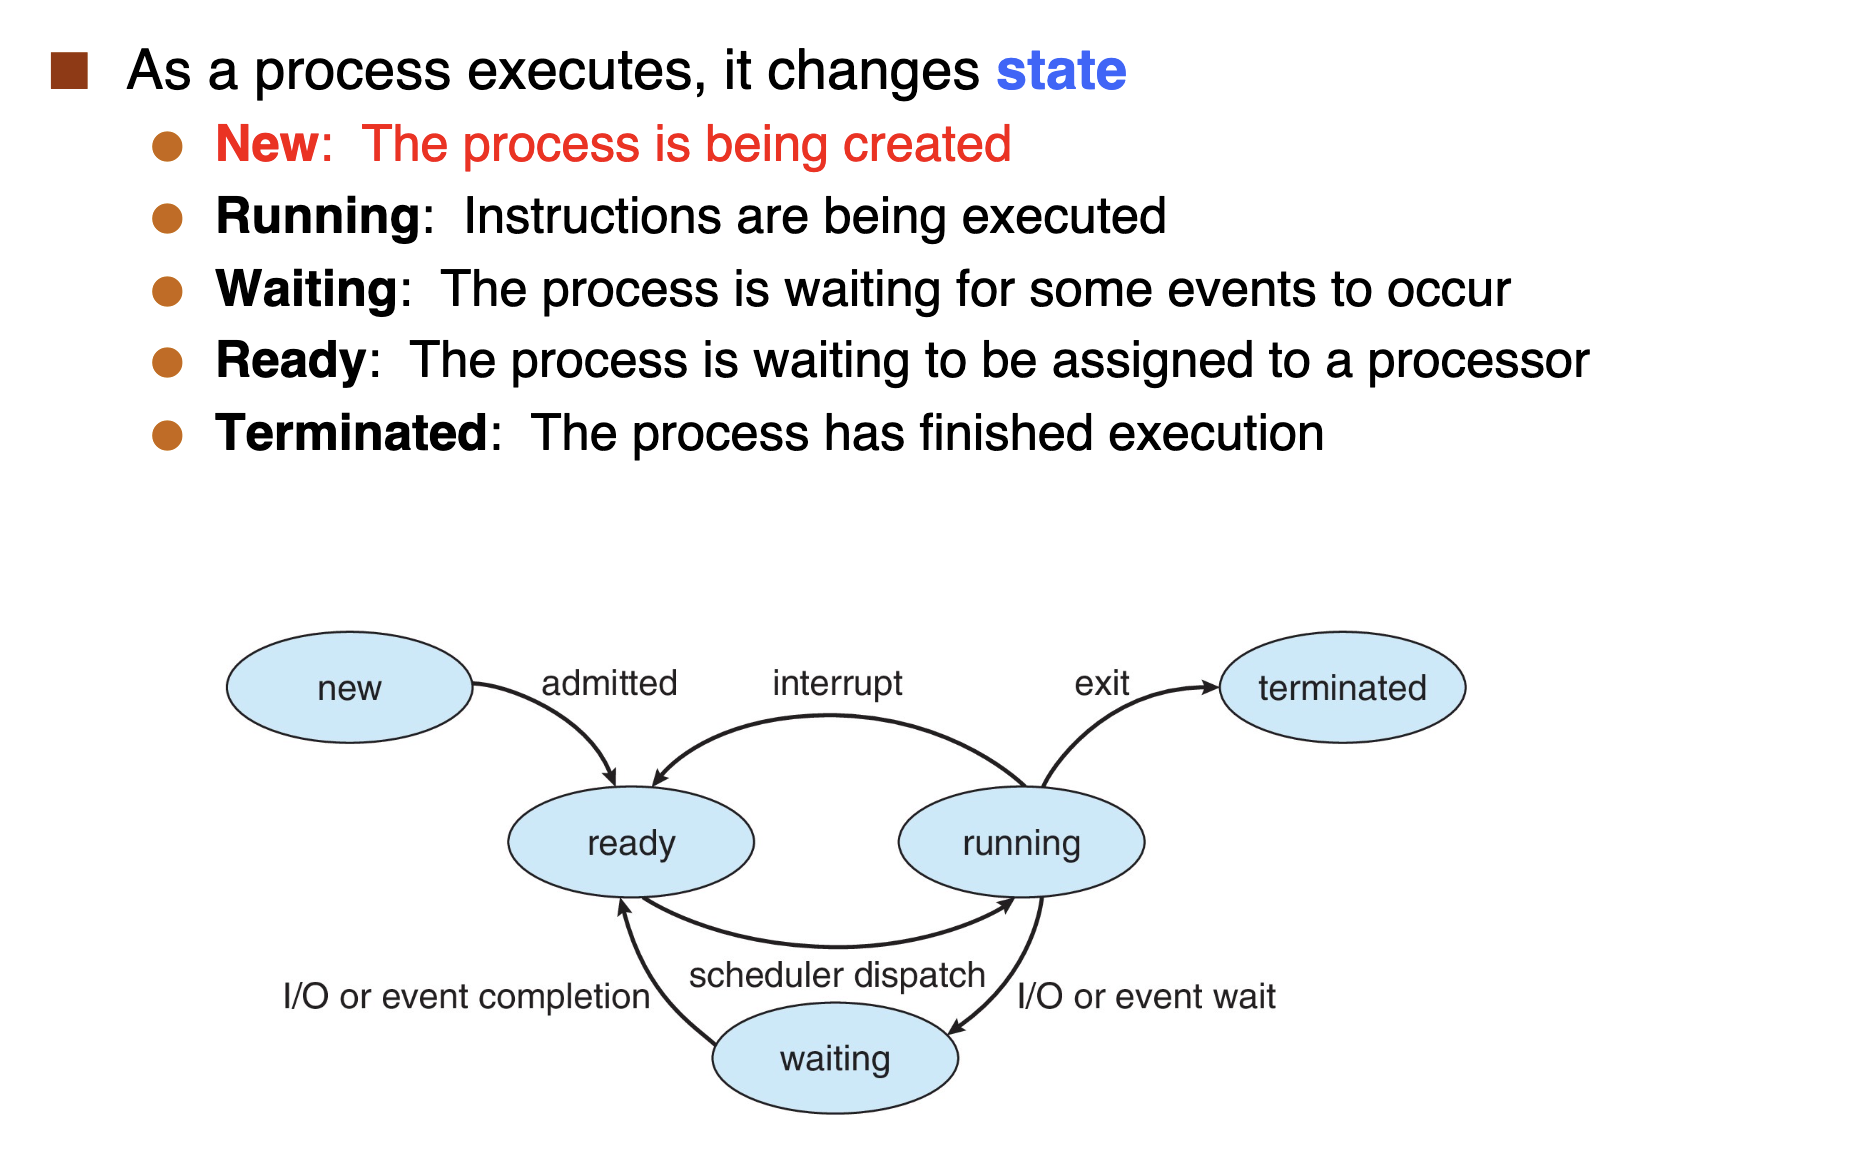 As a process executes, it changes state
New: The process is being created
Running: Instructions are being executed
Waiting: The process is waiting for some events to occur
Ready: The process is waiting to be assigned to a processor
Terminated: The process has finished execution
new
admitted
interrupt
exit
terminated
ready
running
I/O or event completion
scheduler dispatch
I/O or event wait
waiting